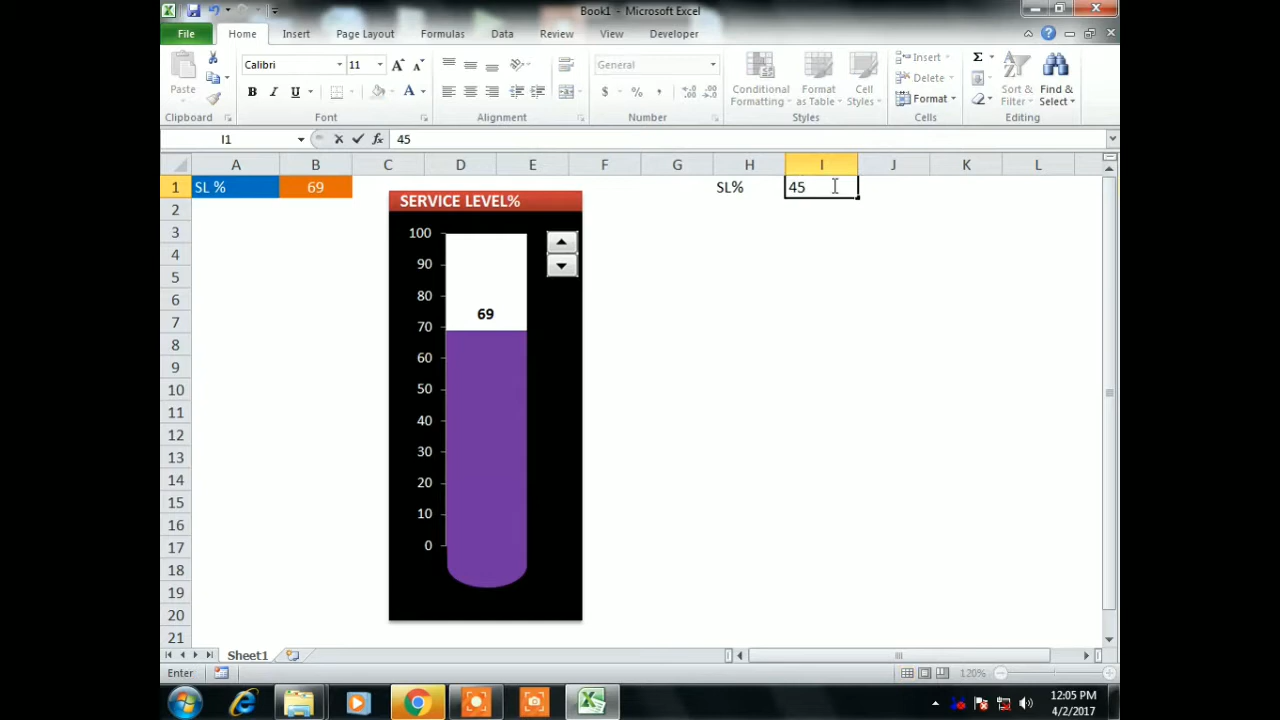 Book1 - Microsoft Excel
File Home Insert Page Layout Formulas Data Review View Developer
Paste
Calibri 11
B I U
A A
General
$ % ,
Conditional Formatting
Format as Table
Cell Styles
Insert
Delete
Format
Σ
Sort & Filter
Find & Select
Clipboard Font Alignment Number Styles Cells Editing
I1 fx 45
A B C D E F G H I J K L
1 SL % 69 SL% 45
2
3
4
5
6
7
8
9
10
11
12
13
14
15
16
17
18
19
20
21
SERVICE LEVEL%
100
90
80
69
70
60
50
40
30
20
10
0
Sheet1
Enter 120%
12:05 PM
4/2/2017